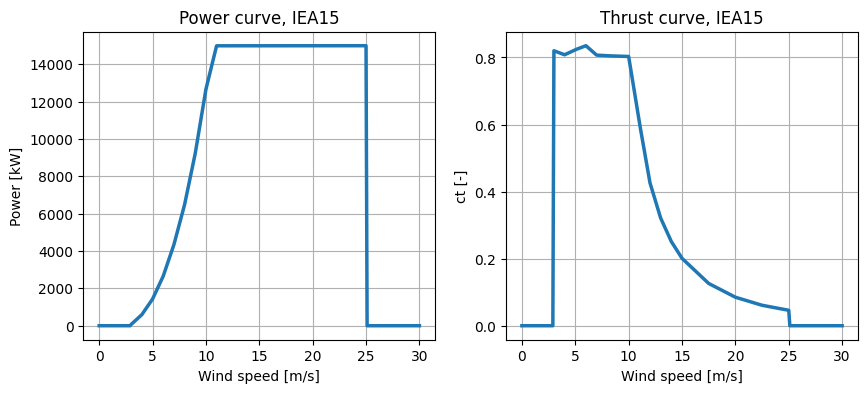 Power curve, IEA15
Power [kW]
14000
12000
10000
8000
6000
4000
2000
0
0 5 10 15 20 25 30
Wind speed [m/s]
Thrust curve, IEA15
ct [-]
0.8
0.6
0.4
0.2
0.0
0 5 10 15 20 25 30
Wind speed [m/s]